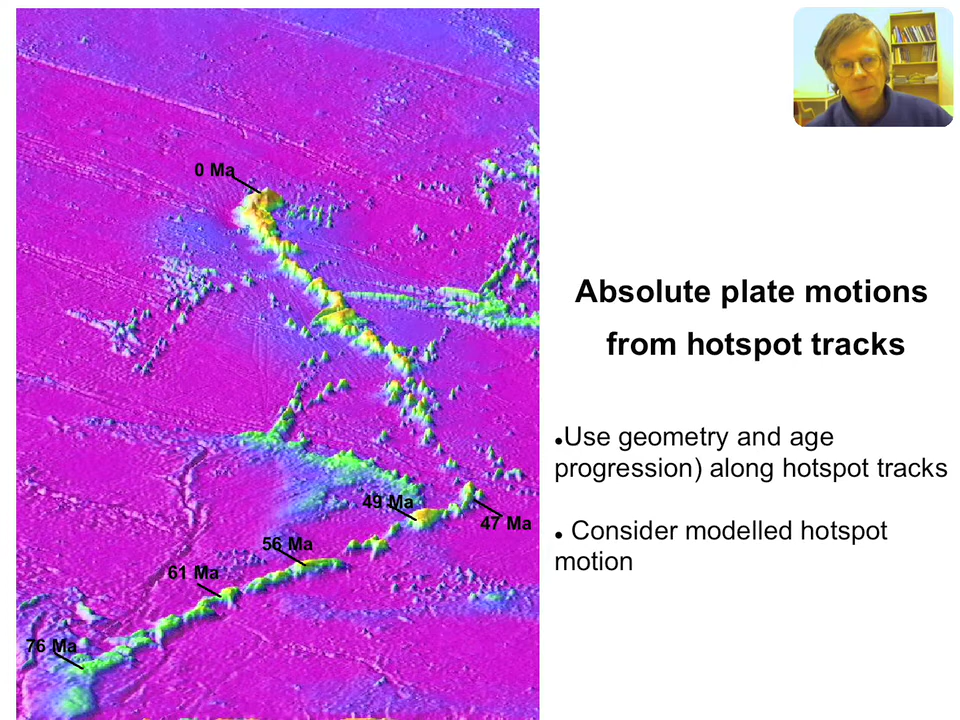 0 Ma
49 Ma
47 Ma
56 Ma
61 Ma
76 Ma
Absolute plate motions
from hotspot tracks
●Use geometry and age
progression) along hotspot tracks
● Consider modelled hotspot
motion